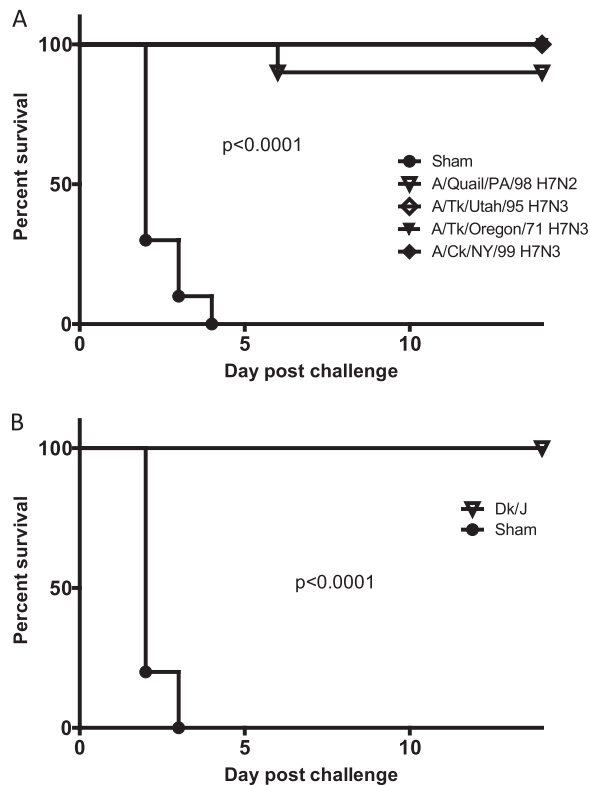 A
Percent survival
100
50
0
p<0.0001
Sham
A/Quail/PA/98 H7N2
A/Tk/Utah/95 H7N3
A/Tk/Oregon/71 H7N3
A/Ck/NY/99 H7N3
0 5 10
Day post challenge
B
Percent survival
100
50
0
Dk/J
Sham
p<0.0001
0 5 10
Day post challenge